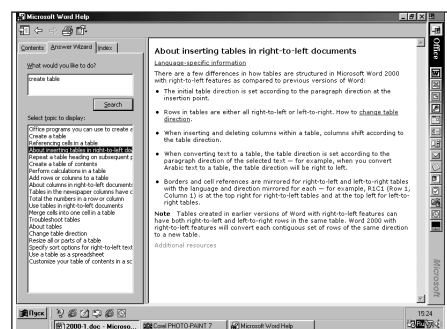 Microsoft Word Help
Contents Answer Wizard Index
What would you like to do?
create table
Search
Select topic to display:
Office programs you can use to create a
Create a table
Referencing cells in a table
About inserting tables in right-to-left do
Repeat a table heading on subsequent p
Create a table of contents
Perform calculations in a table
Add rows or columns to a table
About columns in right-to-left document
Tables in the newspaper columns have c
Total the numbers in a row or column
Use tables in right-to-left documents
Merge cells into one cell in a table
Troubleshoot tables
About tables
Change table direction
Resize all or parts of a table
Specify sort options for right-to-left text
Use a table as a spreadsheet
Customize your table of contents in a sc
About inserting tables in right-to-left documents
Language-specific information
There are a few differences in how tables are structured in Microsoft Word 2000
with right-to-left features as compared to previous versions of Word:
• The initial table direction is set according to the paragraph direction at the
insertion point.
• Rows in tables are either all right-to-left or left-to-right. How to change table
direction.
• When inserting and deleting columns within a table, columns shift according to
the table direction.
• When converting text to a table, the table direction is set according to the
paragraph direction of the selected text — for example, when you convert
Arabic text to a table, the table direction will be right to left.
• Borders and cell references are mirrored for right-to-left and left-to-right tables
with the language and direction mirrored for each — for example, R1C1 (Row 1,
Column 1) is at the top right for right-to-left tables and at the top left for left-to-
right tables.
Note Tables created in earlier versions of Word with right-to-left features can
have both right-to-left and left-to-right rows in the same table. Word 2000 with
right-to-left features will convert each contiguous set of rows of the same direction
to a new table.
Additional resources
Office
Microsoft
Пуск
15:24
2000-1.doc - Microso...
Corel PHOTO-PAINT 7
Microsoft Word Help